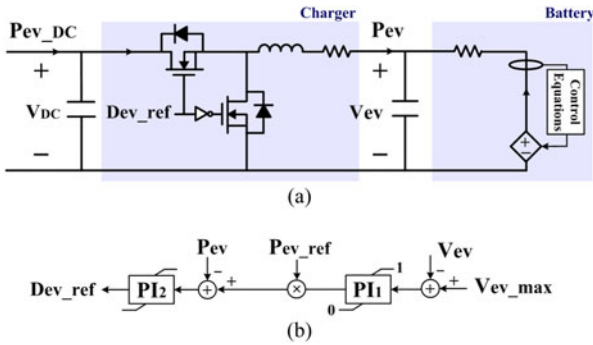 Charger
Battery
Pev_DC
Pev
+
+
VDC
Dev_ref
Vev
Control
Equations
+
−
−
−
(a)
Pev
Pev_ref
Vev
−
−
1
Dev_ref
PI2
+
+
×
PI1
+
+
Vev_max
0
(b)